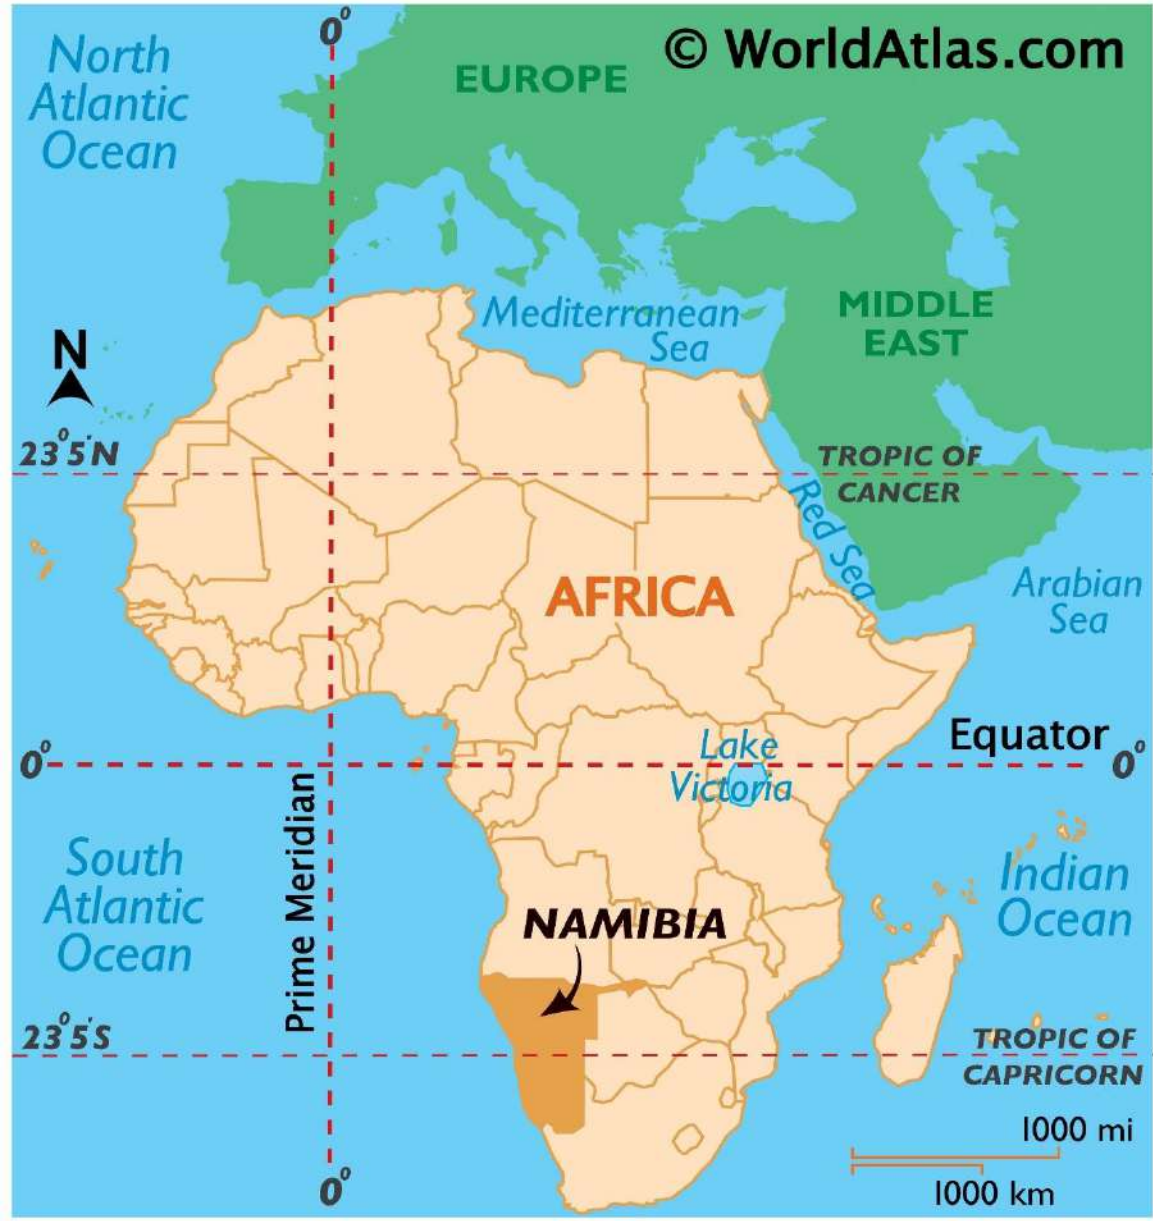 0°
© WorldAtlas.com
North
Atlantic
Ocean
EUROPE
MIDDLE
EAST
Mediterranean
Sea
N
23°5'N
TROPIC OF
CANCER
Red Sea
AFRICA
Arabian
Sea
Equator
0°
0°
Lake
Victoria
Prime Meridian
South
Atlantic
Ocean
Indian
Ocean
NAMIBIA
23°5'S
TROPIC OF
CAPRICORN
1000 mi
1000 km
0°